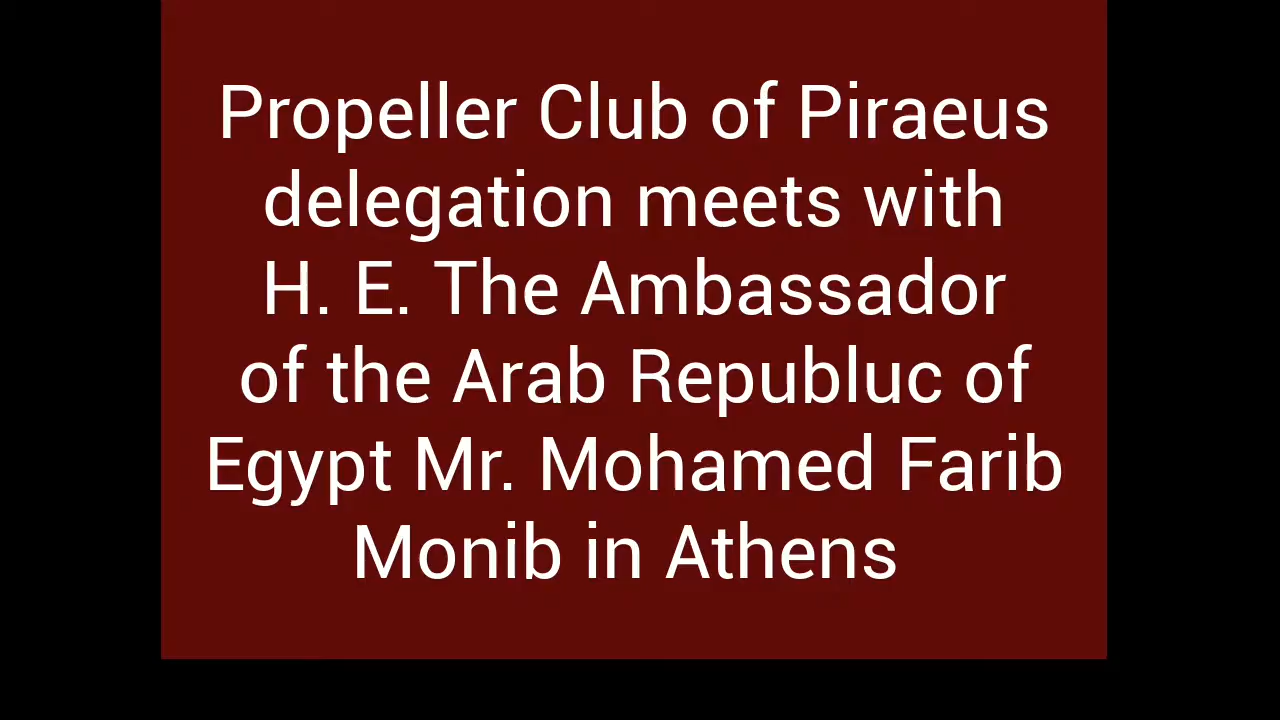 Propeller Club of Piraeus
delegation meets with
H. E. The Ambassador
of the Arab Republuc of
Egypt Mr. Mohamed Farib
Monib in Athens